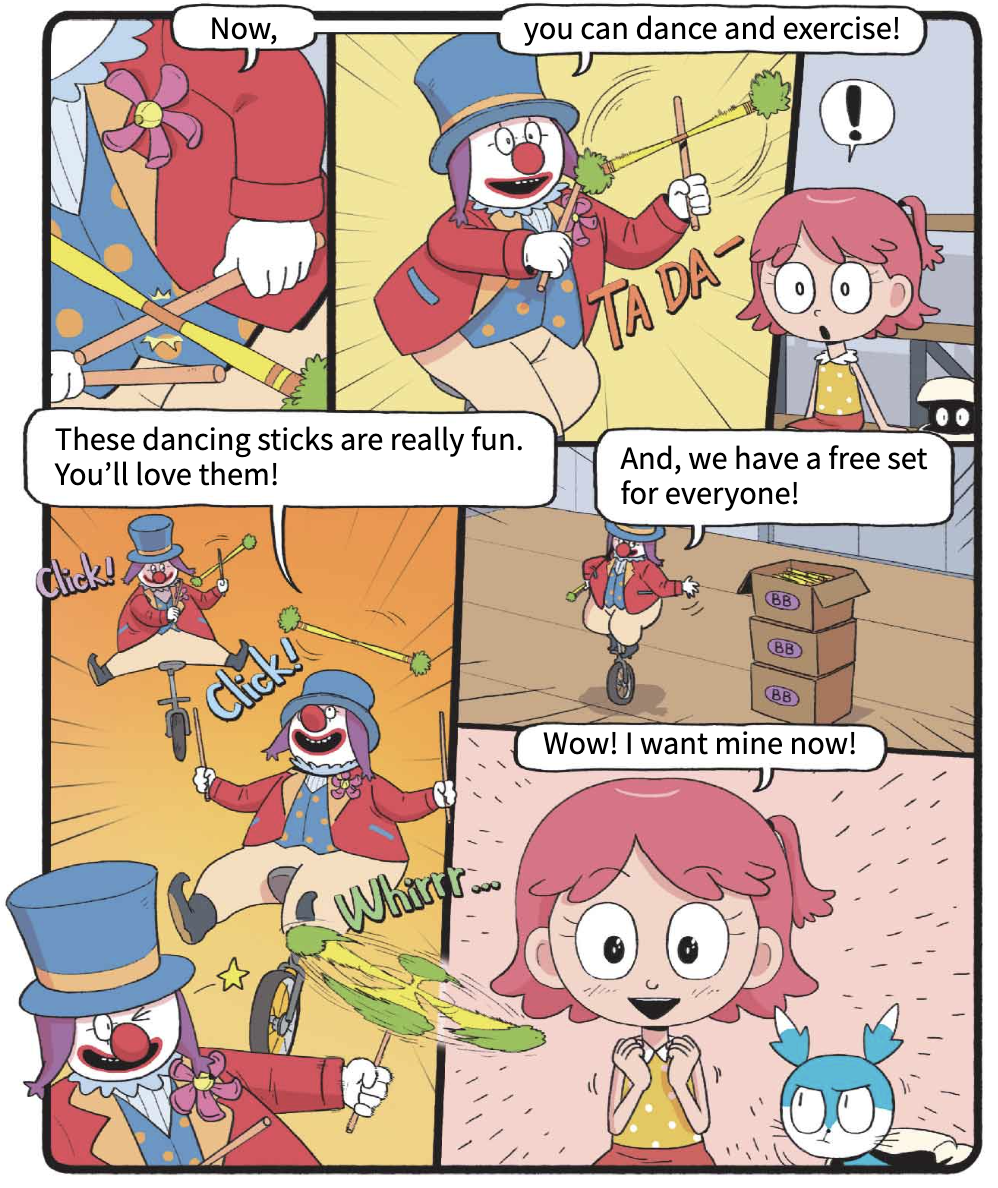 Now,
you can dance and exercise!
!
TA DA-
These dancing sticks are really fun.
You'll love them!
Click!
Click!
Whirrr...
And, we have a free set
for everyone!
BB
BB
BB
Wow! I want mine now!